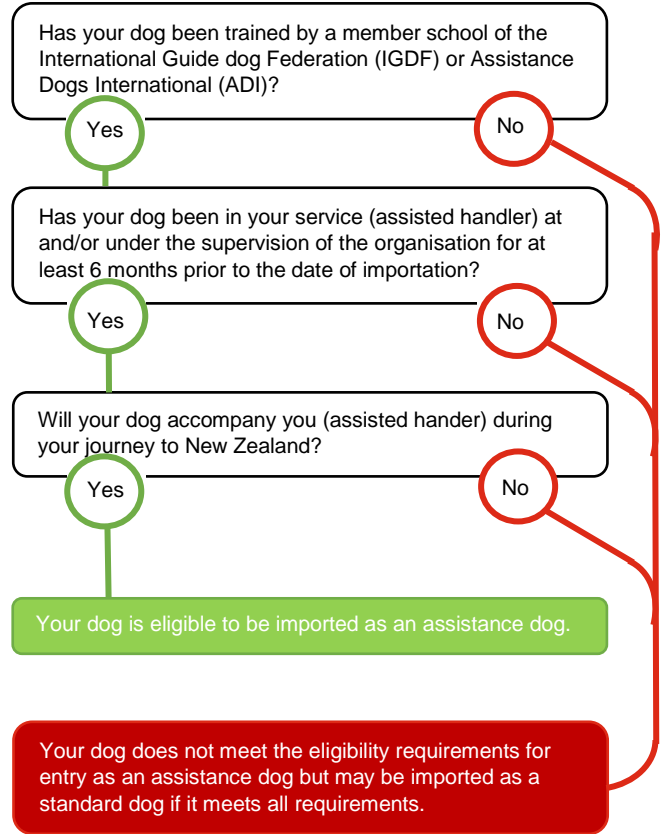 Has your dog been trained by a member school of the
International Guide dog Federation (IGDF) or Assistance
Dogs International (ADI)?
Yes
No
Has your dog been in your service (assisted handler) at
and/or under the supervision of the organisation for at
least 6 months prior to the date of importation?
Yes
No
Will your dog accompany you (assisted hander) during
your journey to New Zealand?
Yes
No
Your dog is eligible to be imported as an assistance dog.
Your dog does not meet the eligibility requirements for
entry as an assistance dog but may be imported as a
standard dog if it meets all requirements.